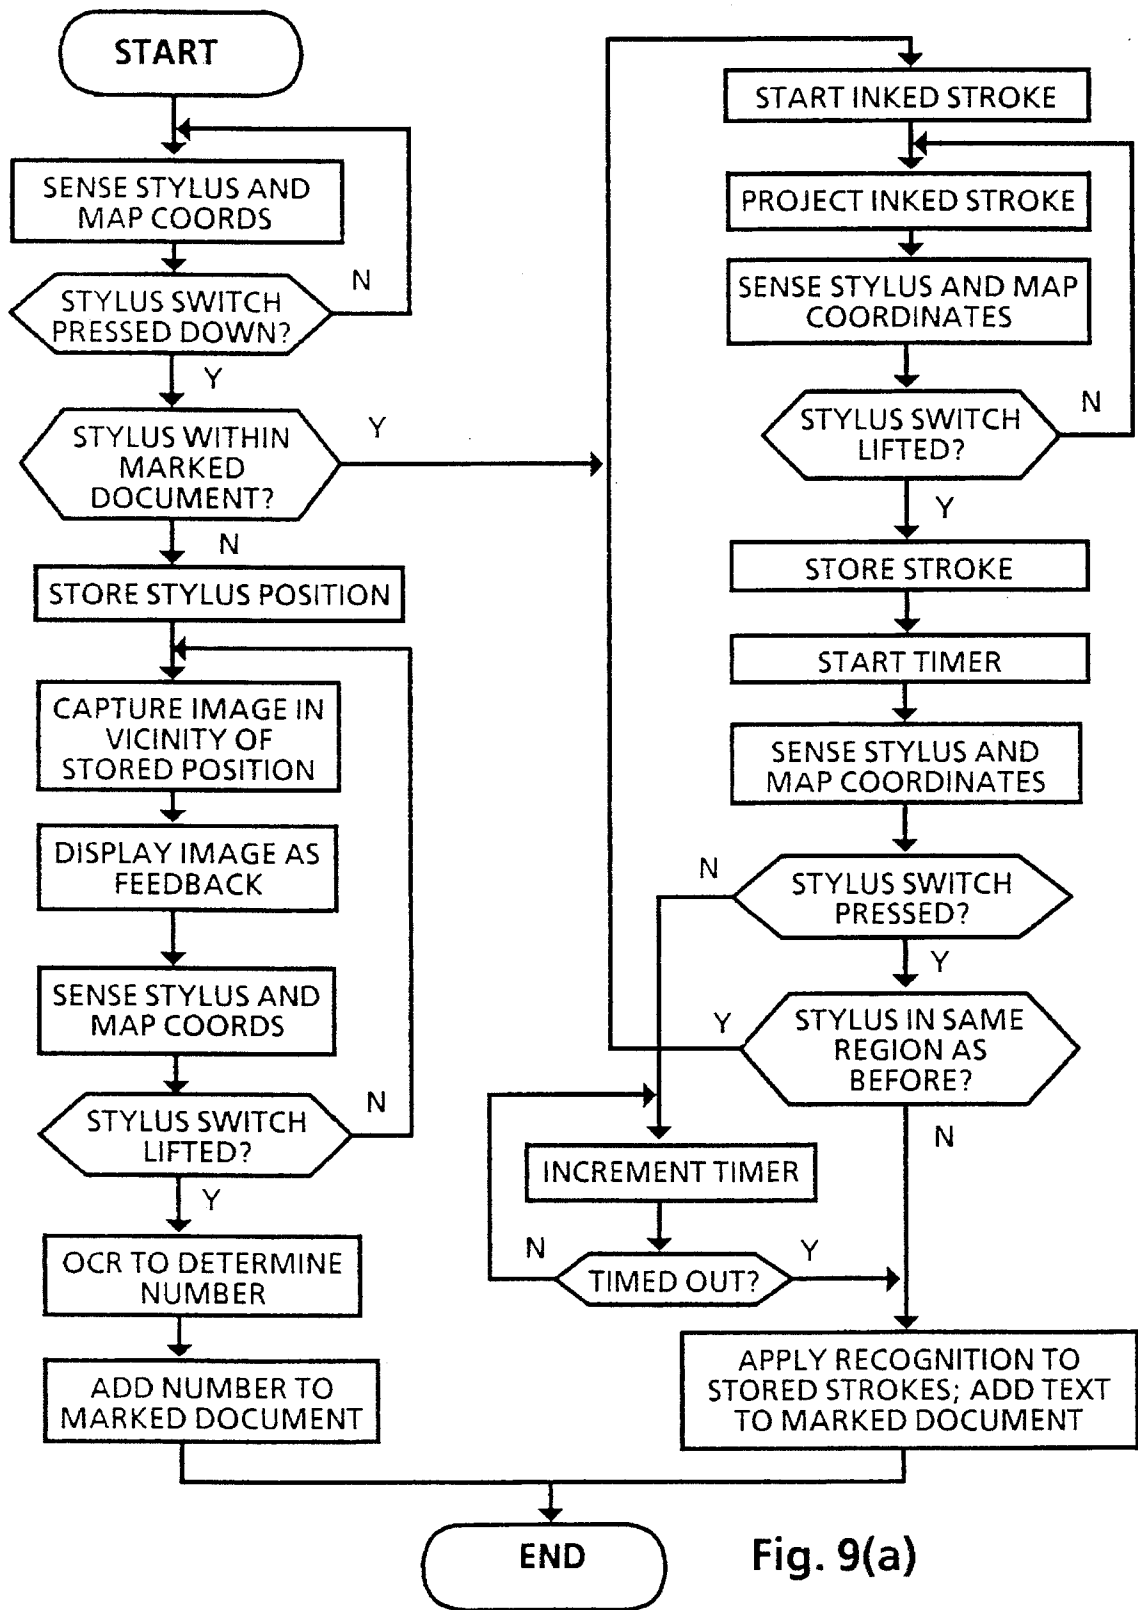 START
SENSE STYLUS AND
MAP COORDS
N
STYLUS SWITCH
PRESSED DOWN?
Y
STYLUS WITHIN
MARKED
DOCUMENT?
Y
N
STORE STYLUS POSITION
CAPTURE IMAGE IN
VICINITY OF
STORED POSITION
DISPLAY IMAGE AS
FEEDBACK
SENSE STYLUS AND
MAP COORDS
STYLUS SWITCH
LIFTED?
N
Y
OCR TO DETERMINE
NUMBER
ADD NUMBER TO
MARKED DOCUMENT
START INKED STROKE
PROJECT INKED STROKE
SENSE STYLUS AND MAP
COORDINATES
STYLUS SWITCH
LIFTED?
N
Y
STORE STROKE
START TIMER
SENSE STYLUS AND
MAP COORDINATES
N
STYLUS SWITCH
PRESSED?
Y
Y
STYLUS IN SAME
REGION AS
BEFORE?
N
INCREMENT TIMER
N
TIMED OUT?
Y
APPLY RECOGNITION TO
STORED STROKES; ADD TEXT
TO MARKED DOCUMENT
END
Fig. 9(a)